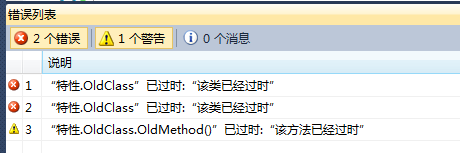 错误列表
2 个错误 1 个警告 0 个消息
说明
1 “特性.OldClass”已过时:“该类已经过时”
2 “特性.OldClass”已过时:“该类已经过时”
3 “特性.OldClass.OldMethod()”已过时:“该方法已经过时”